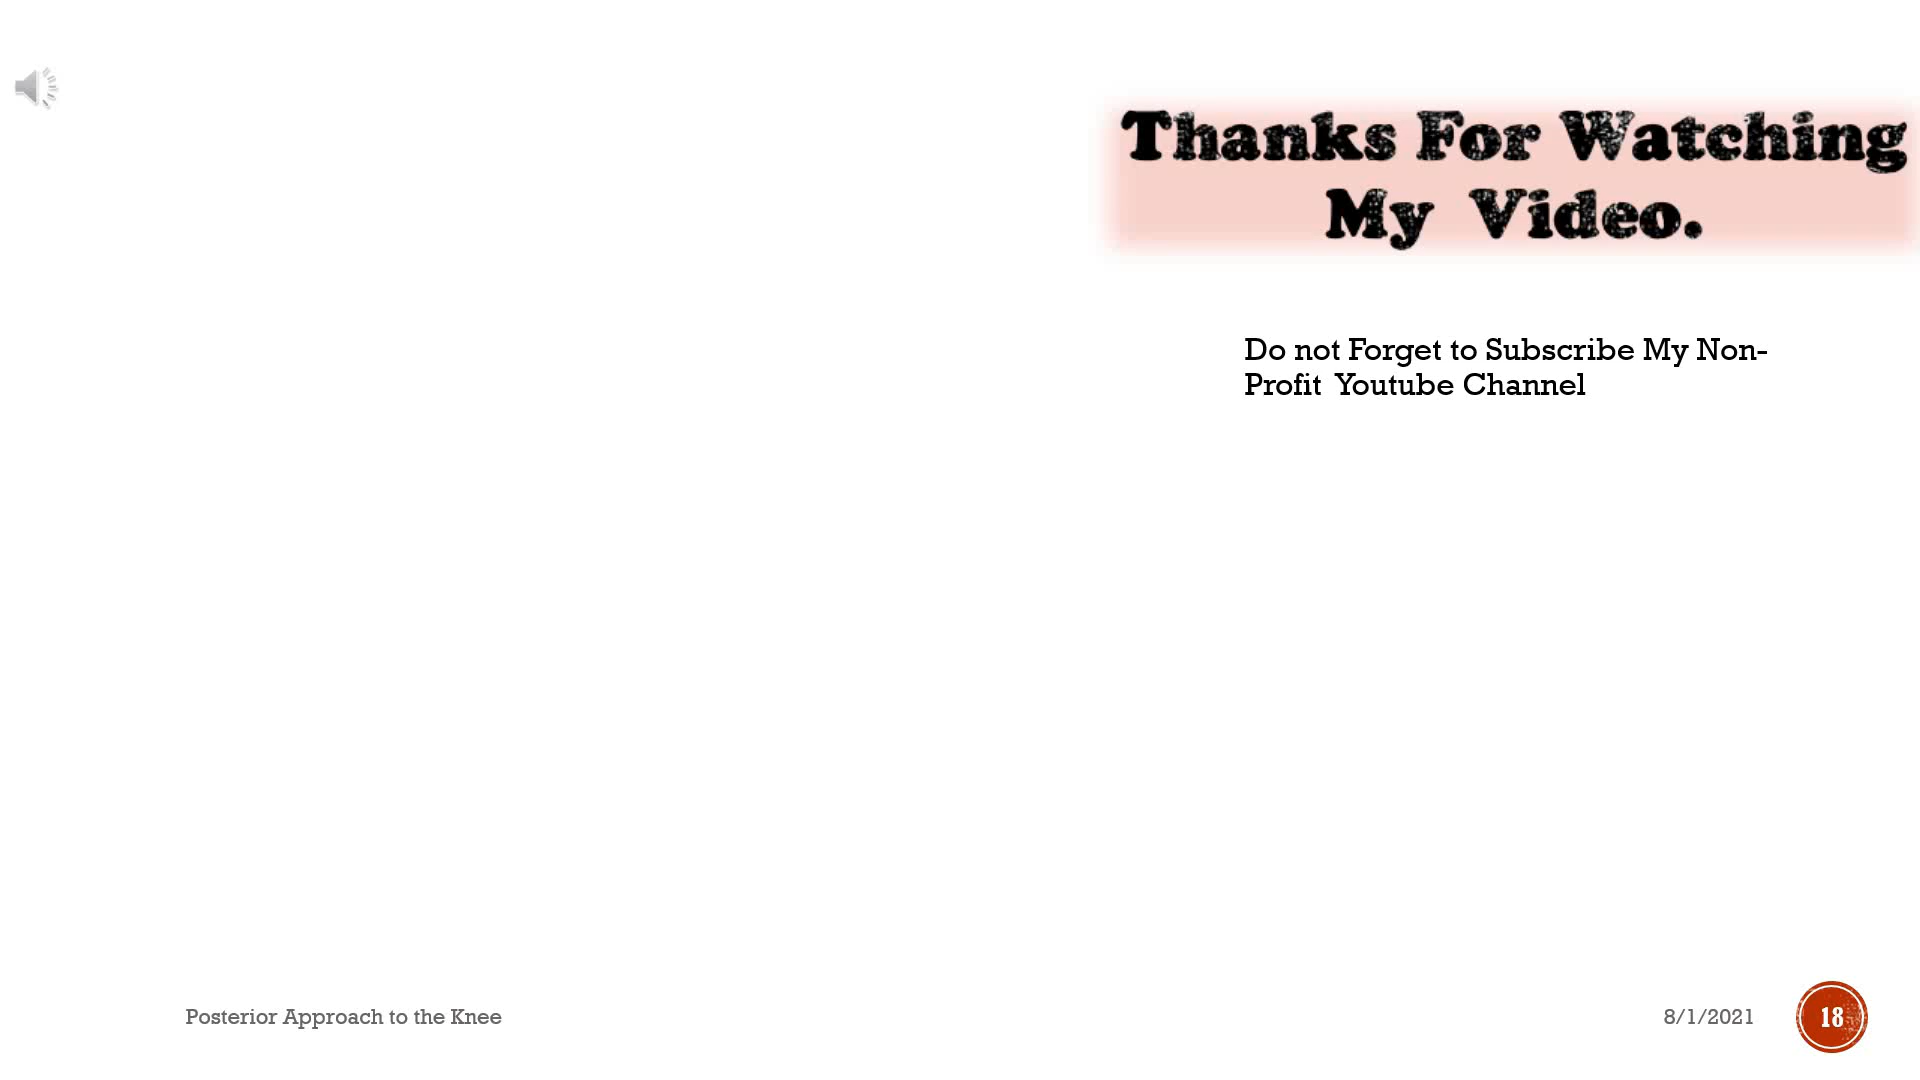 Thanks For Watching
My Video.
Do not Forget to Subscribe My Non-
Profit Youtube Channel
Posterior Approach to the Knee
8/1/2021
18